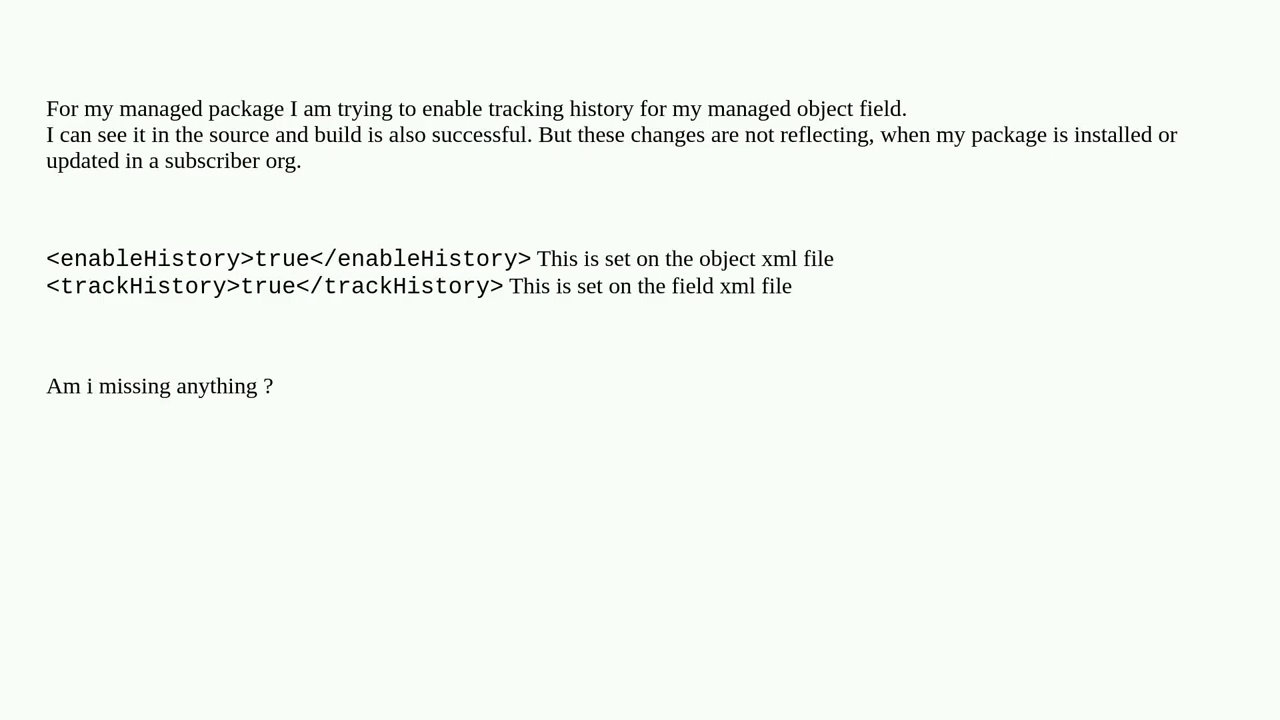 For my managed package I am trying to enable tracking history for my managed object field.
I can see it in the source and build is also successful. But these changes are not reflecting, when my package is installed or
updated in a subscriber org.
<enableHistory>true</enableHistory> This is set on the object xml file
<trackHistory>true</trackHistory> This is set on the field xml file
Am i missing anything ?